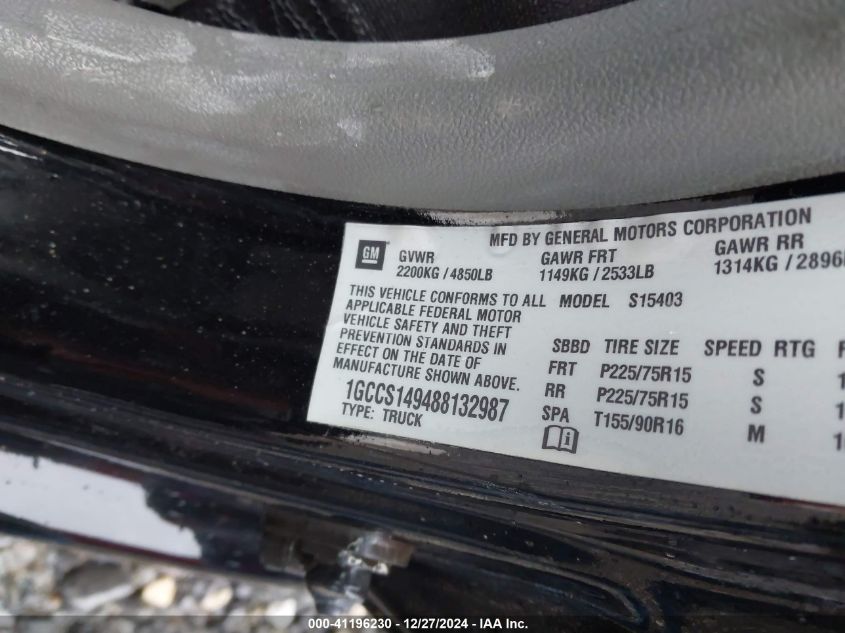 MFD BY GENERAL MOTORS CORPORATION
GM
GVWR GAWR FRT GAWR RR
2200KG / 4850LB 1149KG / 2533LB 1314KG / 2896
THIS VEHICLE CONFORMS TO ALL
APPLICABLE FEDERAL MOTOR
VEHICLE SAFETY AND THEFT
PREVENTION STANDARDS IN
EFFECT ON THE DATE OF
MANUFACTURE SHOWN ABOVE.
1GCCS149488132987
TYPE: TRUCK
MODEL S15403
SBBD TIRE SIZE SPEED RTG
FRT P225/75R15 S
RR P225/75R15 S
SPA T155/90R16 M
000-41196230 - 12/27/2024 - IAA Inc.